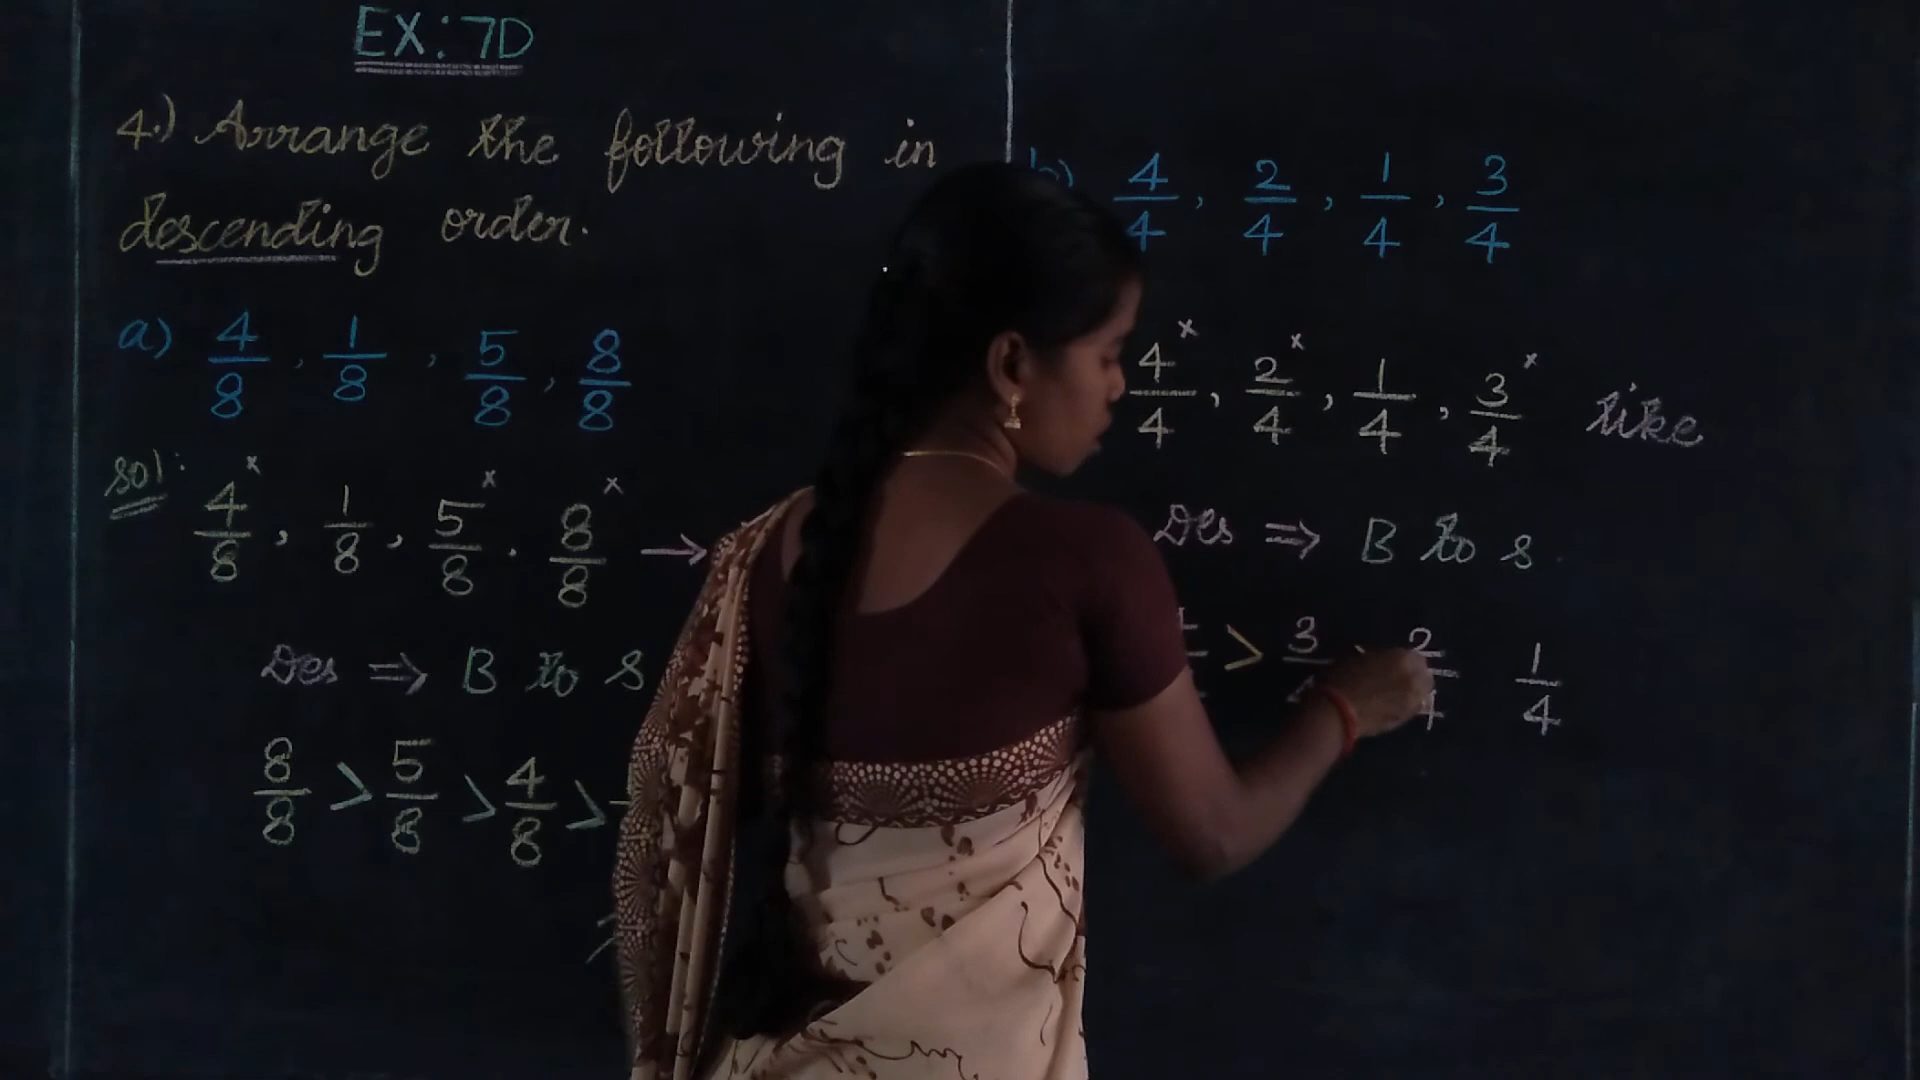 EX: 7D
4.) Arrange the following in
descending order.
a) 4/8, 1/8, 5/8, 8/8
Sol: 4/8 x, 1/8, 5/8 x, 8/8 x →
Des ⇒ B to S
8/8 > 5/8 > 4/8 >
b) 4/4, 2/4, 1/4, 3/4
4/4 x, 2/4 x, 1/4, 3/4 x like
Des ⇒ B to s.
> 3/4 > 2/4 1/4